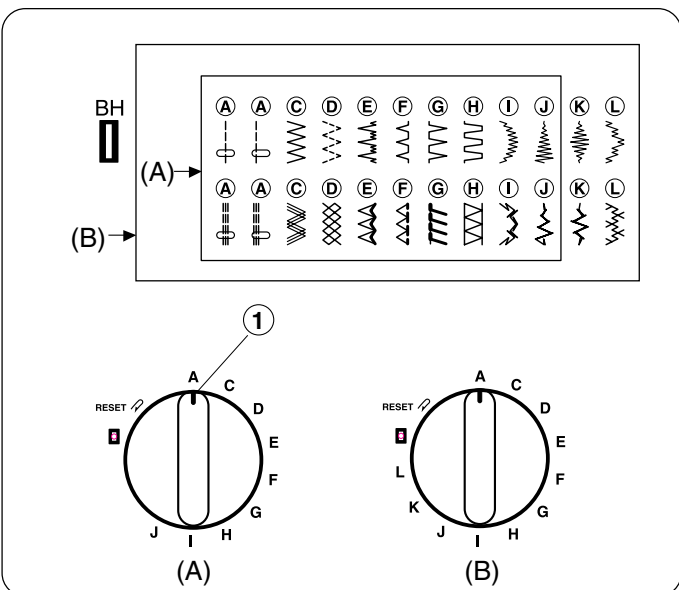 BH
A A C D E F G H I J K L
(A)
A A C D E F G H I J K L
(B)
1
A
C
RESET
D
E
F
G
H
I
J
(A)
A
C
RESET
D
E
L
F
K
G
J
H
I
(B)